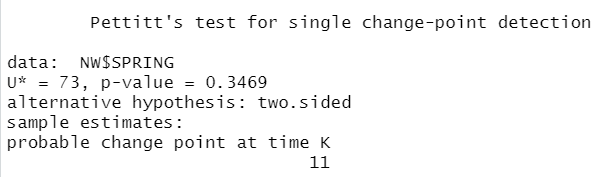 Pettitt's test for single change-point detection
data: NW$SPRING
U* = 73, p-value = 0.3469
alternative hypothesis: two.sided
sample estimates:
probable change point at time K
11